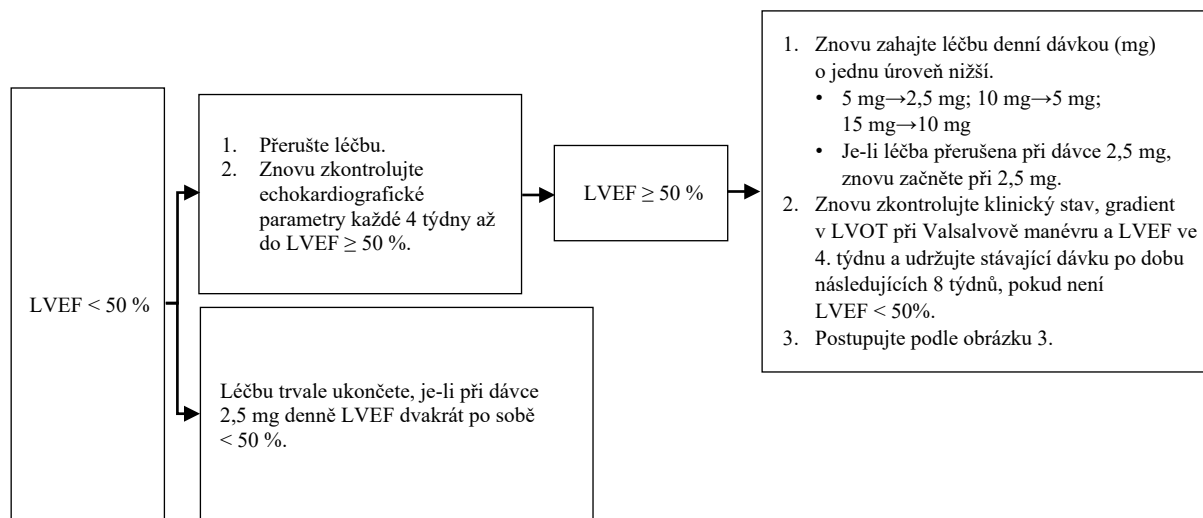 LVEF < 50 %
1. Přerušte léčbu.
2. Znovu zkontrolujte
echokardiografické
parametry každé 4 týdny až
do LVEF ≥ 50 %.
Léčbu trvale ukončete, je-li při dávce
2,5 mg denně LVEF dvakrát po sobě
< 50 %.
LVEF ≥ 50 %
1. Znovu zahajte léčbu denní dávkou (mg)
o jednu úroveň nižší.
• 5 mg→2,5 mg; 10 mg→5 mg;
15 mg→10 mg
• Je-li léčba přerušena při dávce 2,5 mg,
znovu začněte při 2,5 mg.
2. Znovu zkontrolujte klinický stav, gradient
v LVOT při Valsalvově manévru a LVEF ve
4. týdnu a udržujte stávající dávku po dobu
následujících 8 týdnů, pokud není
LVEF < 50%.
3. Postupujte podle obrázku 3.